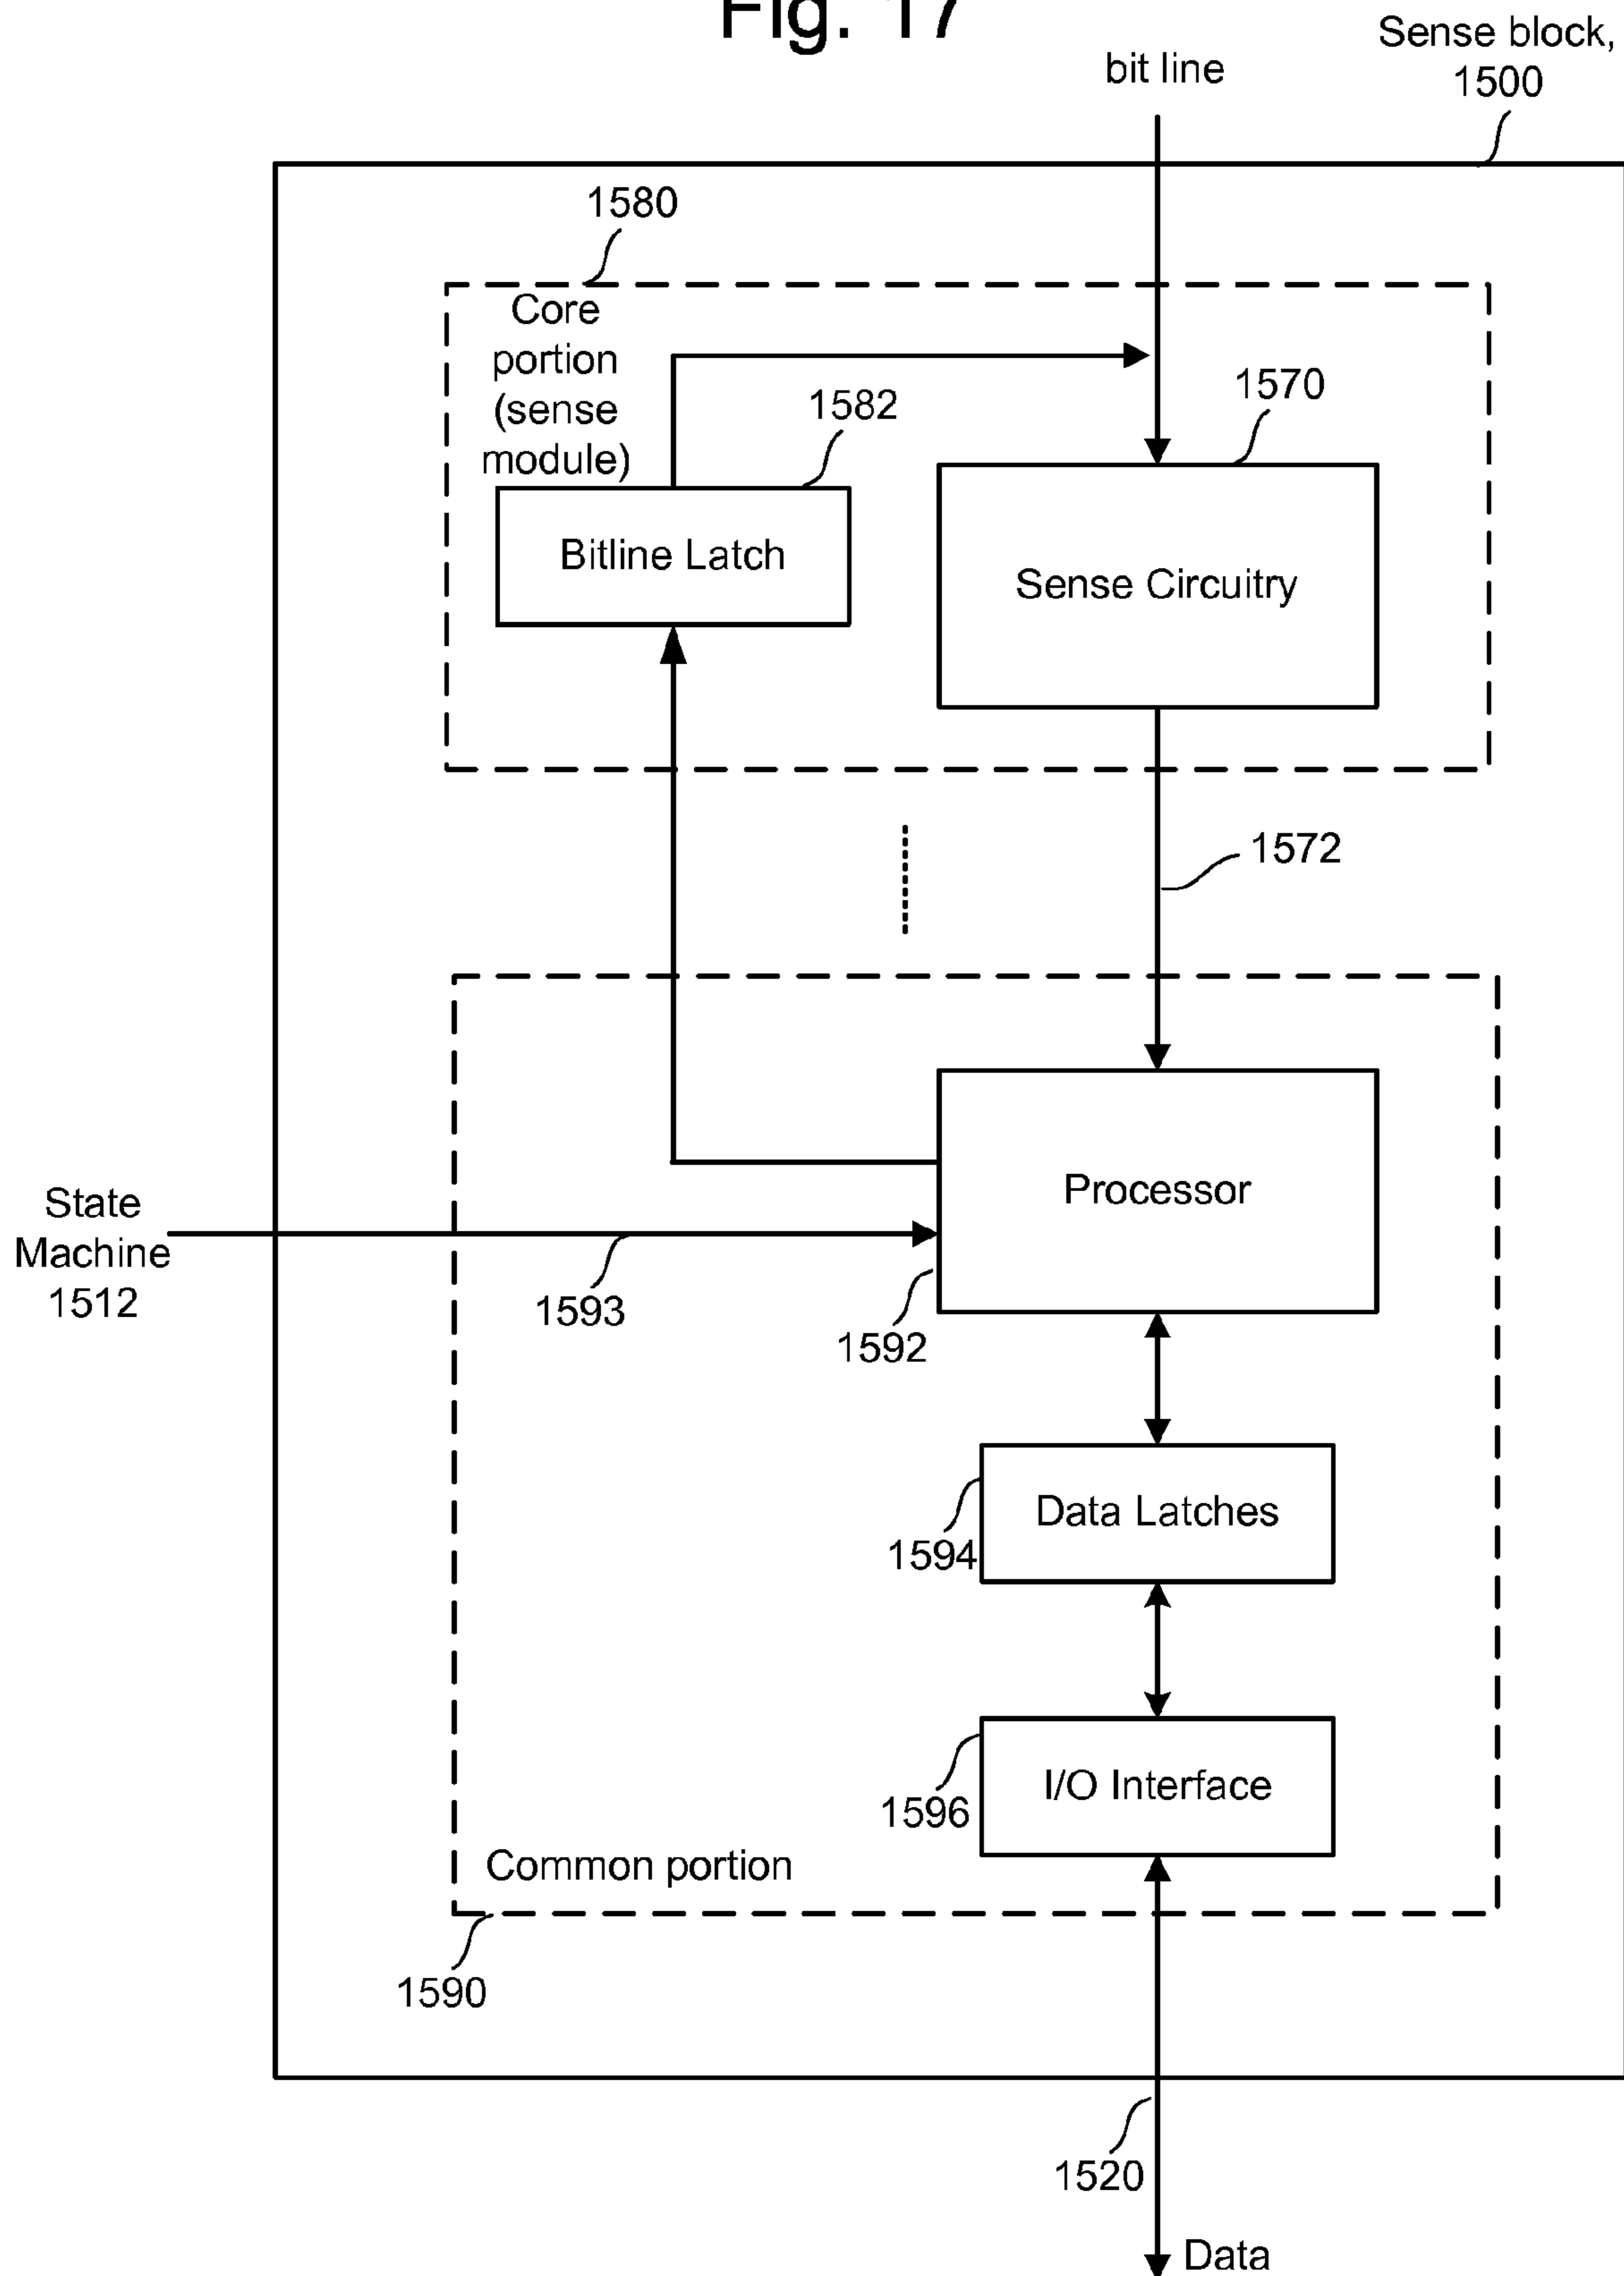 Fig. 17
Sense block,
1500
bit line
1580
Core
portion
(sense
module)
1582
1570
Bitline Latch
Sense Circuitry
1572
Processor
State
Machine
1512
1593
1592
Data Latches
1594
I/O Interface
1596
Common portion
1590
1520
Data